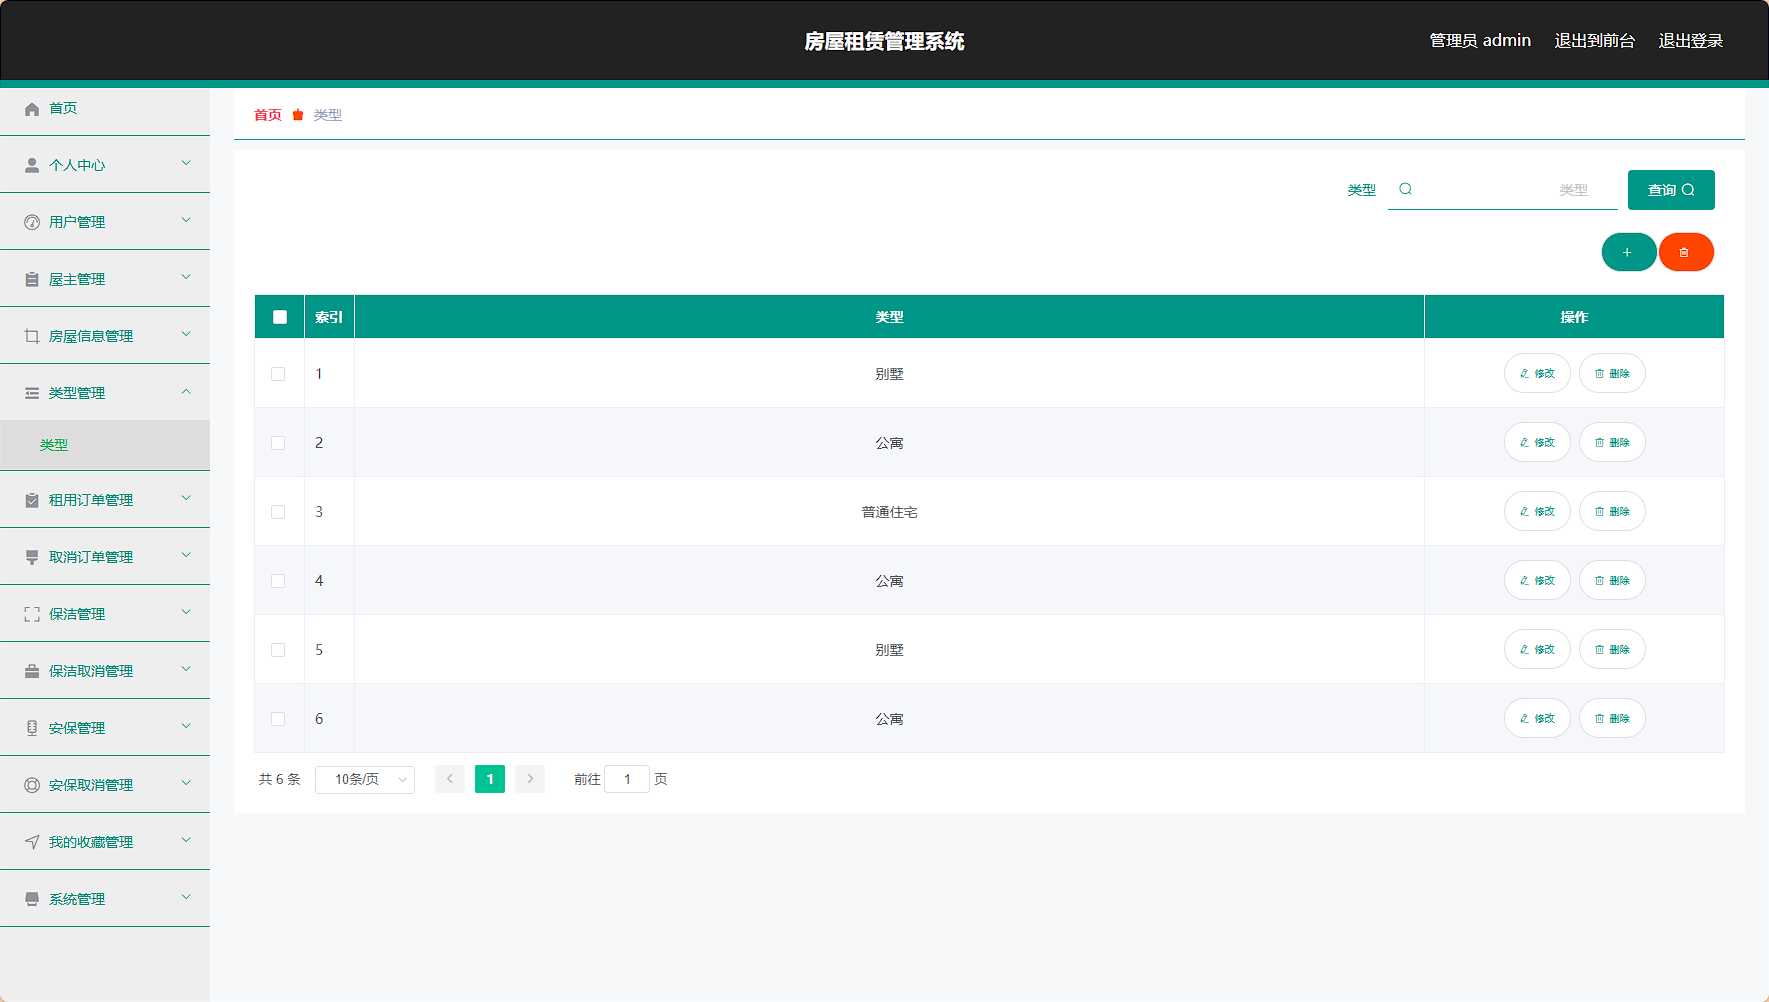 房屋租赁管理系统
管理员 admin 退出到前台 退出登录
首页
个人中心
用户管理
屋主管理
房屋信息管理
类型管理
类型
租用订单管理
取消订单管理
保洁管理
保洁取消管理
安保管理
安保取消管理
我的收藏管理
系统管理
首页 类型
类型 类型 查询
+
索引 类型 操作
1 别墅 修改 删除
2 公寓 修改 删除
3 普通住宅 修改 删除
4 公寓 修改 删除
5 别墅 修改 删除
6 公寓 修改 删除
共 6 条 10条/页 1 前往 1 页